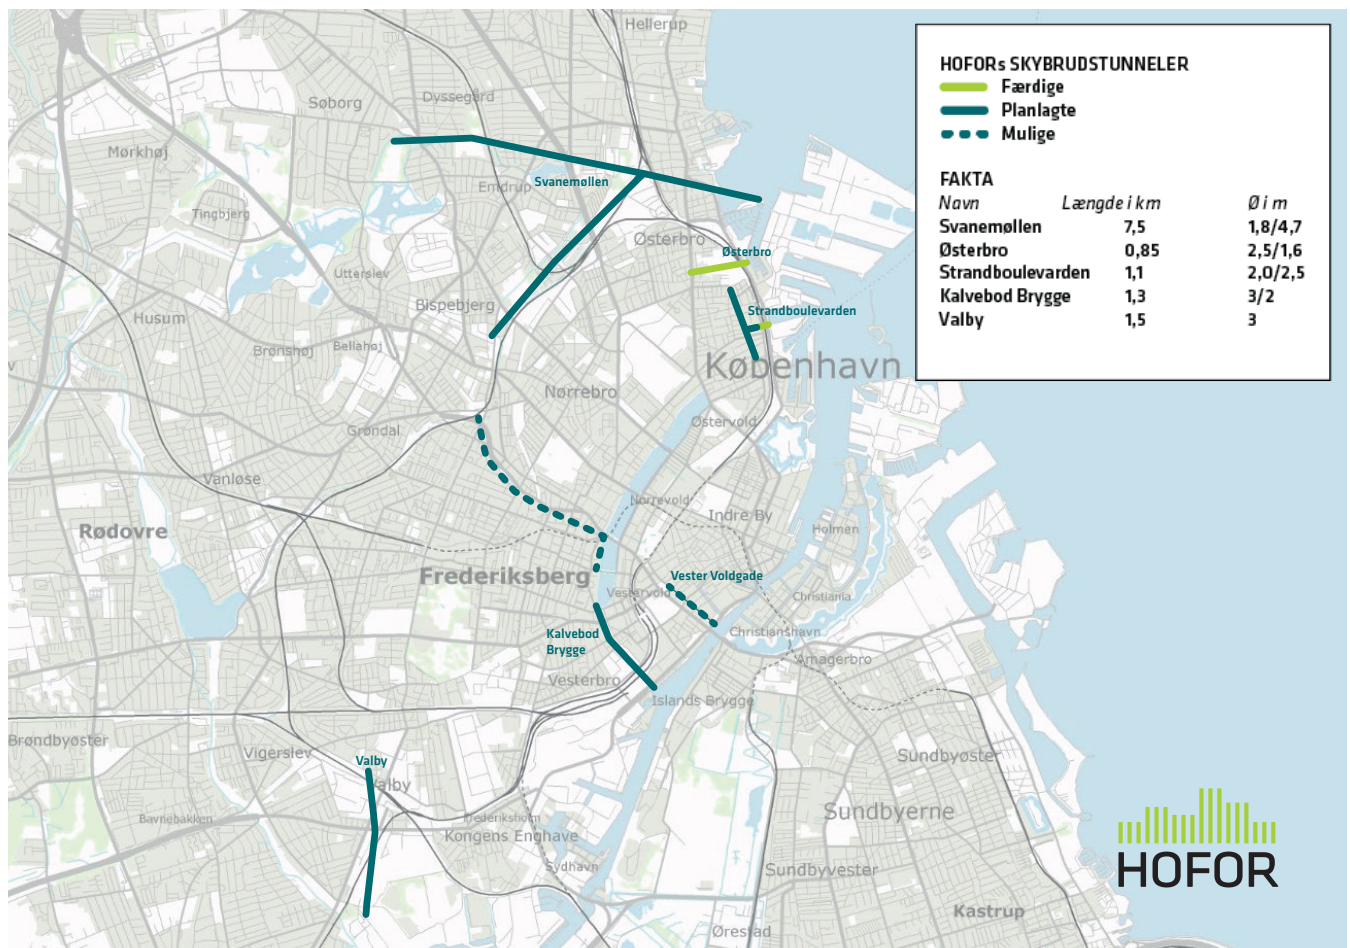 HOFORs SKYBRUDSTUNNELER
Færdige
Planlagte
Mulige
FAKTA
Navn Længde i km Ø i m
Svanemøllen 7,5 1,8/4,7
Østerbro 0,85 2,5/1,6
Strandboulevarden 1,1 2,0/2,5
Kalvebod Brygge 1,3 3/2
Valby 1,5 3
Hellerup
Dyssegård
Søborg
Mørkhøj
Emdrup
Svanemøllen
Tingbjerg
Østerbro
Østerbro
Utterslev
Bispebjerg
Strandboulevarden
Husum
Bellahøj
Brønshøj
København
Nørrebro
Østervold
Grøndal
Vanløse
Nørrevold
Indre By
Rødovre
Holmen
Frederiksberg
Vester Voldgade
Vestervold
Christiania
Kalvebod
Brygge
Christianshavn
Amagerbro
Vesterbro
Islands Brygge
Brøndbyøster
Vigerslev
Valby
Valby
Sundbyøster
Bavnebakken
Frederiksholm
Kongens Enghave
Sundbyerne
Sydhavn
Sundbyvester
HOFOR
Kastrup
Ørestad